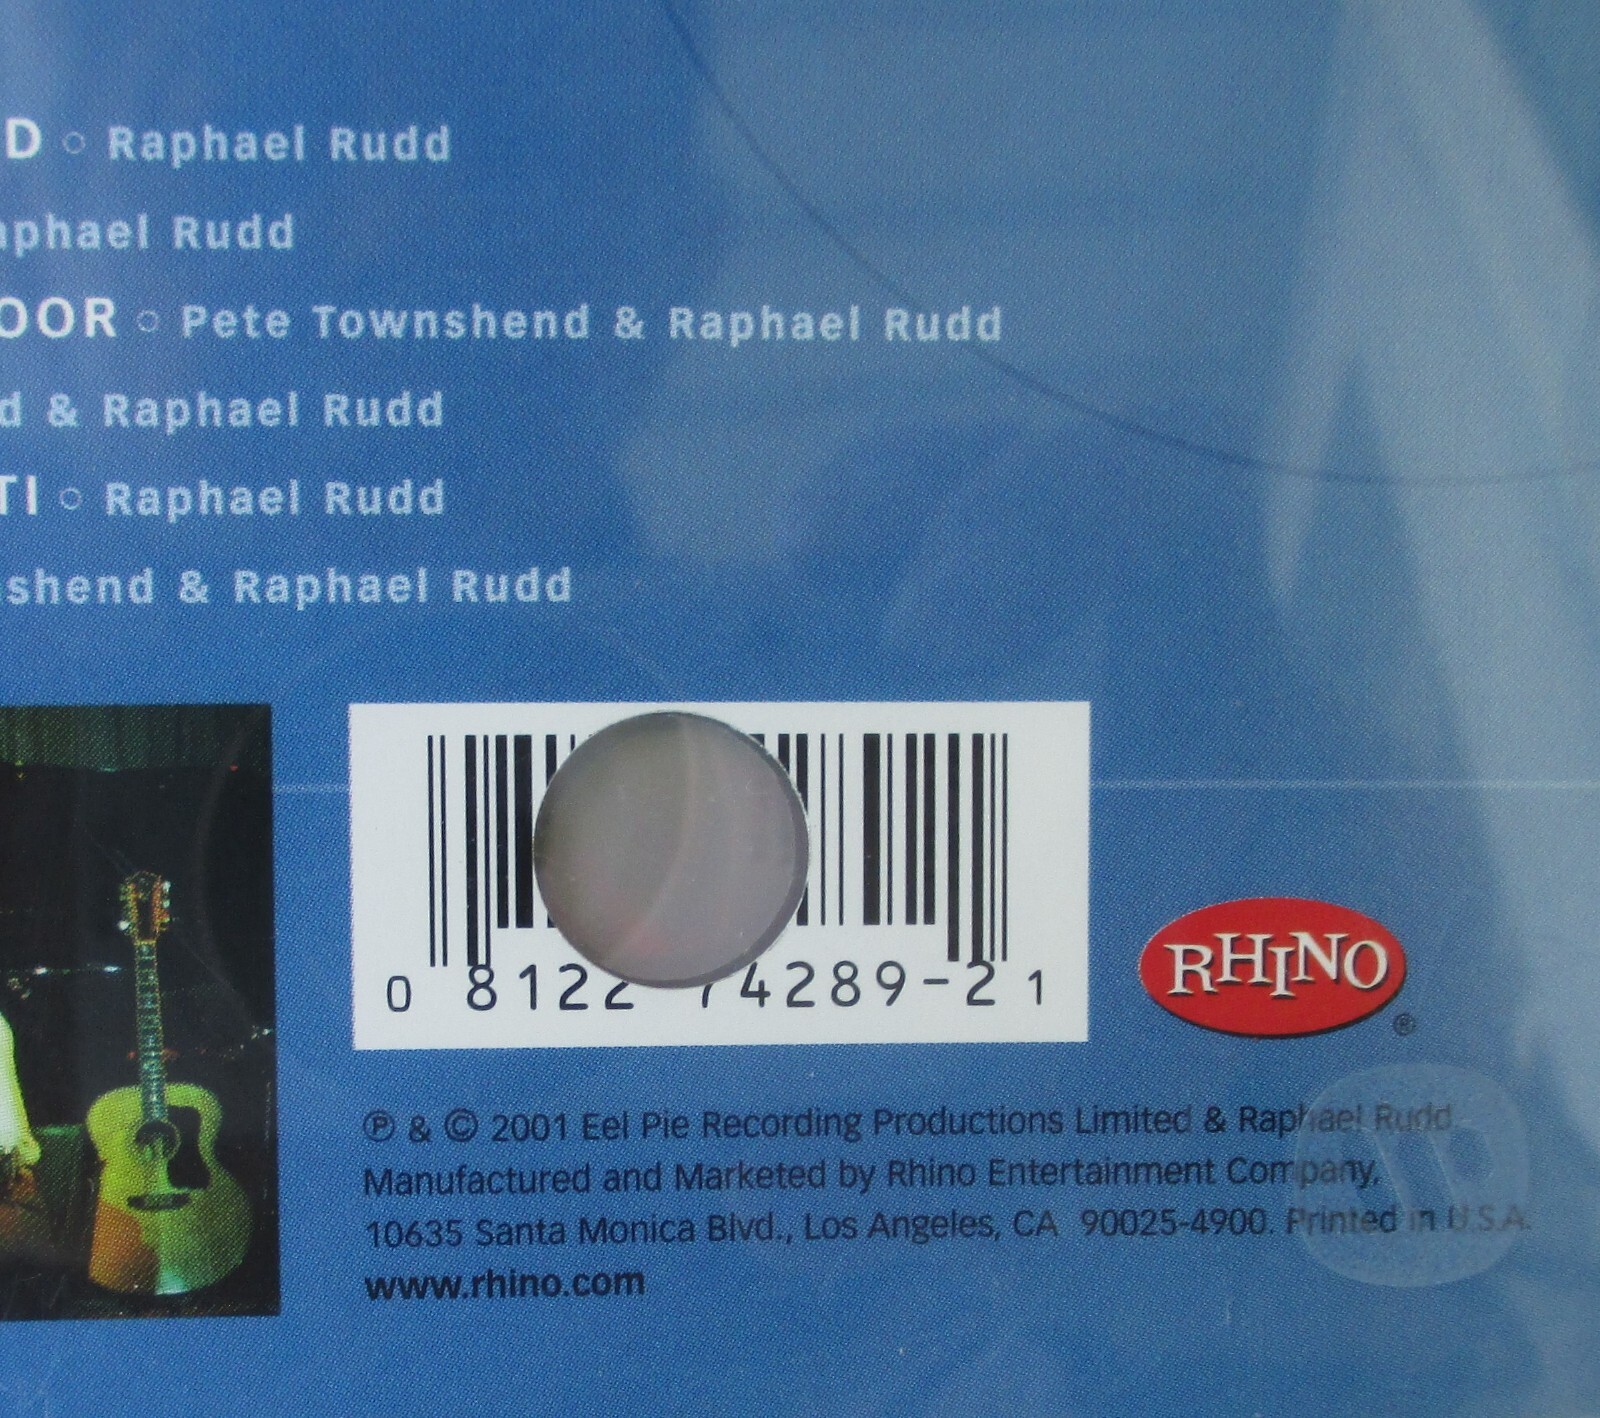 D ○ Raphael Rudd
aphael Rudd
OOR ○ Pete Townshend & Raphael Rudd
d & Raphael Rudd
TI ○ Raphael Rudd
shend & Raphael Rudd
0 8122 74289-2 1
RHINO ®
℗ & © 2001 Eel Pie Recording Productions Limited & Raphael Rudd.
Manufactured and Marketed by Rhino Entertainment Company,
10635 Santa Monica Blvd., Los Angeles, CA 90025-4900. Printed in U.S.A.
www.rhino.com